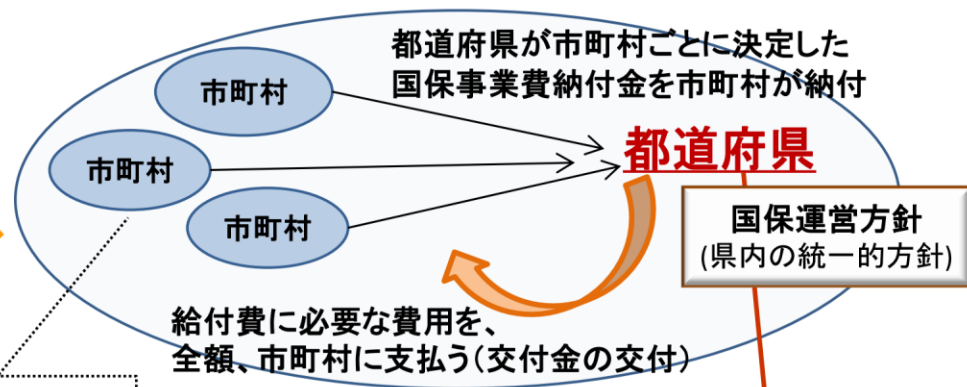 都道府県が市町村ごとに決定した
国保事業費納付金を市町村が納付
市町村
市町村
市町村
都道府県
国保運営方針
(県内の統一的方針)
給付費に必要な費用を、
全額、市町村に支払う(交付金の交付)